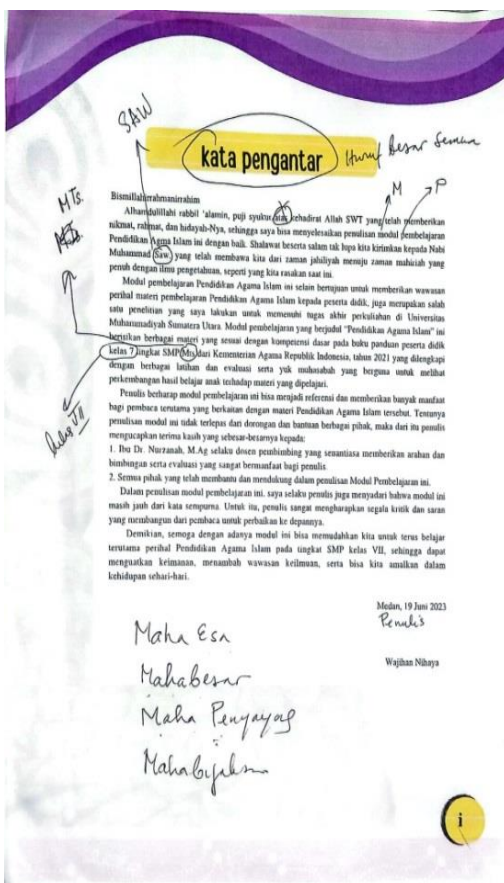 SAW
kata pengantar
Huruf Besar Semua
M
P
MTs.
Bismillahirrahmanirrahim
Alhamdulillahi rabbil 'alamin, puji syukur atas kehadirat Allah SWT yang telah memberikan
nikmat, rahmat, dan hidayah-Nya, sehingga saya bisa menyelesaikan penulisan modul pembelajaran
Pendidikan Agma Islam ini dengan baik. Shalawat beserta salam tak lupa kita kirimkan kepada Nabi
Muhammad Saw yang telah membawa kita dari zaman jahiliyah menuju zaman mahiriah yang
penuh dengan ilmu pengetahuan, seperti yang kita rasakan saat ini.
Modul pembelajaran Pendidikan Agama Islam ini selain bertujuan untuk memberikan wawasan
perihal materi pembelajaran Pendidikan Agama Islam kepada peserta didik, juga merupakan salah
satu penelitian yang saya lakukan untuk memenuhi tugas akhir perkuliahan di Universitas
Muhammadiyah Sumatera Utara. Modul pembelajaran yang berjudul "Pendidikan Agama Islam" ini
berisikan berbagai materi yang sesuai dengan kompetensi dasar pada buku panduan peserta didik
kelas 7 tingkat SMP/Mts dari Kementerian Agama Republik Indonesia, tahun 2021 yang dilengkapi
dengan berbagai latihan dan evaluasi serta yuk muhasabah yang berguna untuk melihat
perkembangan hasil belajar anak terhadap materi yang dipelajari.
Kelas VII
Penulis berharap modul pembelajaran ini bisa menjadi referensi dan memberikan banyak manfaat
bagi pembaca terutama yang berkaitan dengan materi Pendidikan Agama Islam tersebut. Tentunya
penulisan modul ini tidak terlepas dari dorongan dan bantuan berbagai pihak, maka dari itu penulis
mengucapkan terima kasih yang sebesar-besarnya kepada:
1. Ibu Dr. Nurzanah, M.Ag selaku dosen pembimbing yang senantiasa memberikan arahan dan
bimbingan serta evaluasi yang sangat bermanfaat bagi penulis.
2. Semua pihak yang telah membantu dan mendukung dalam penulisan Modul Pembelajaran ini.
Dalam penulisan modul pembelajaran ini, saya selaku penulis juga menyadari bahwa modul ini
masih jauh dari kata sempurna. Untuk itu, penulis sangat mengharapkan segala kritik dan saran
yang membangun dari pembaca untuk perbaikan ke depannya.
Demikian, semoga dengan adanya modul ini bisa memudahkan kita untuk terus belajar
terutama perihal Pendidikan Agama Islam pada tingkat SMP kelas VII, sehingga dapat
menguatkan keimanan, menambah wawasan keilmuan, serta bisa kita amalkan dalam
kehidupan sehari-hari.
Medan, 19 Juni 2023
Penulis
Wajihan Nihaya
Maha Esa
Mahabesar
Maha Penyayang
Mahabijaksana
i